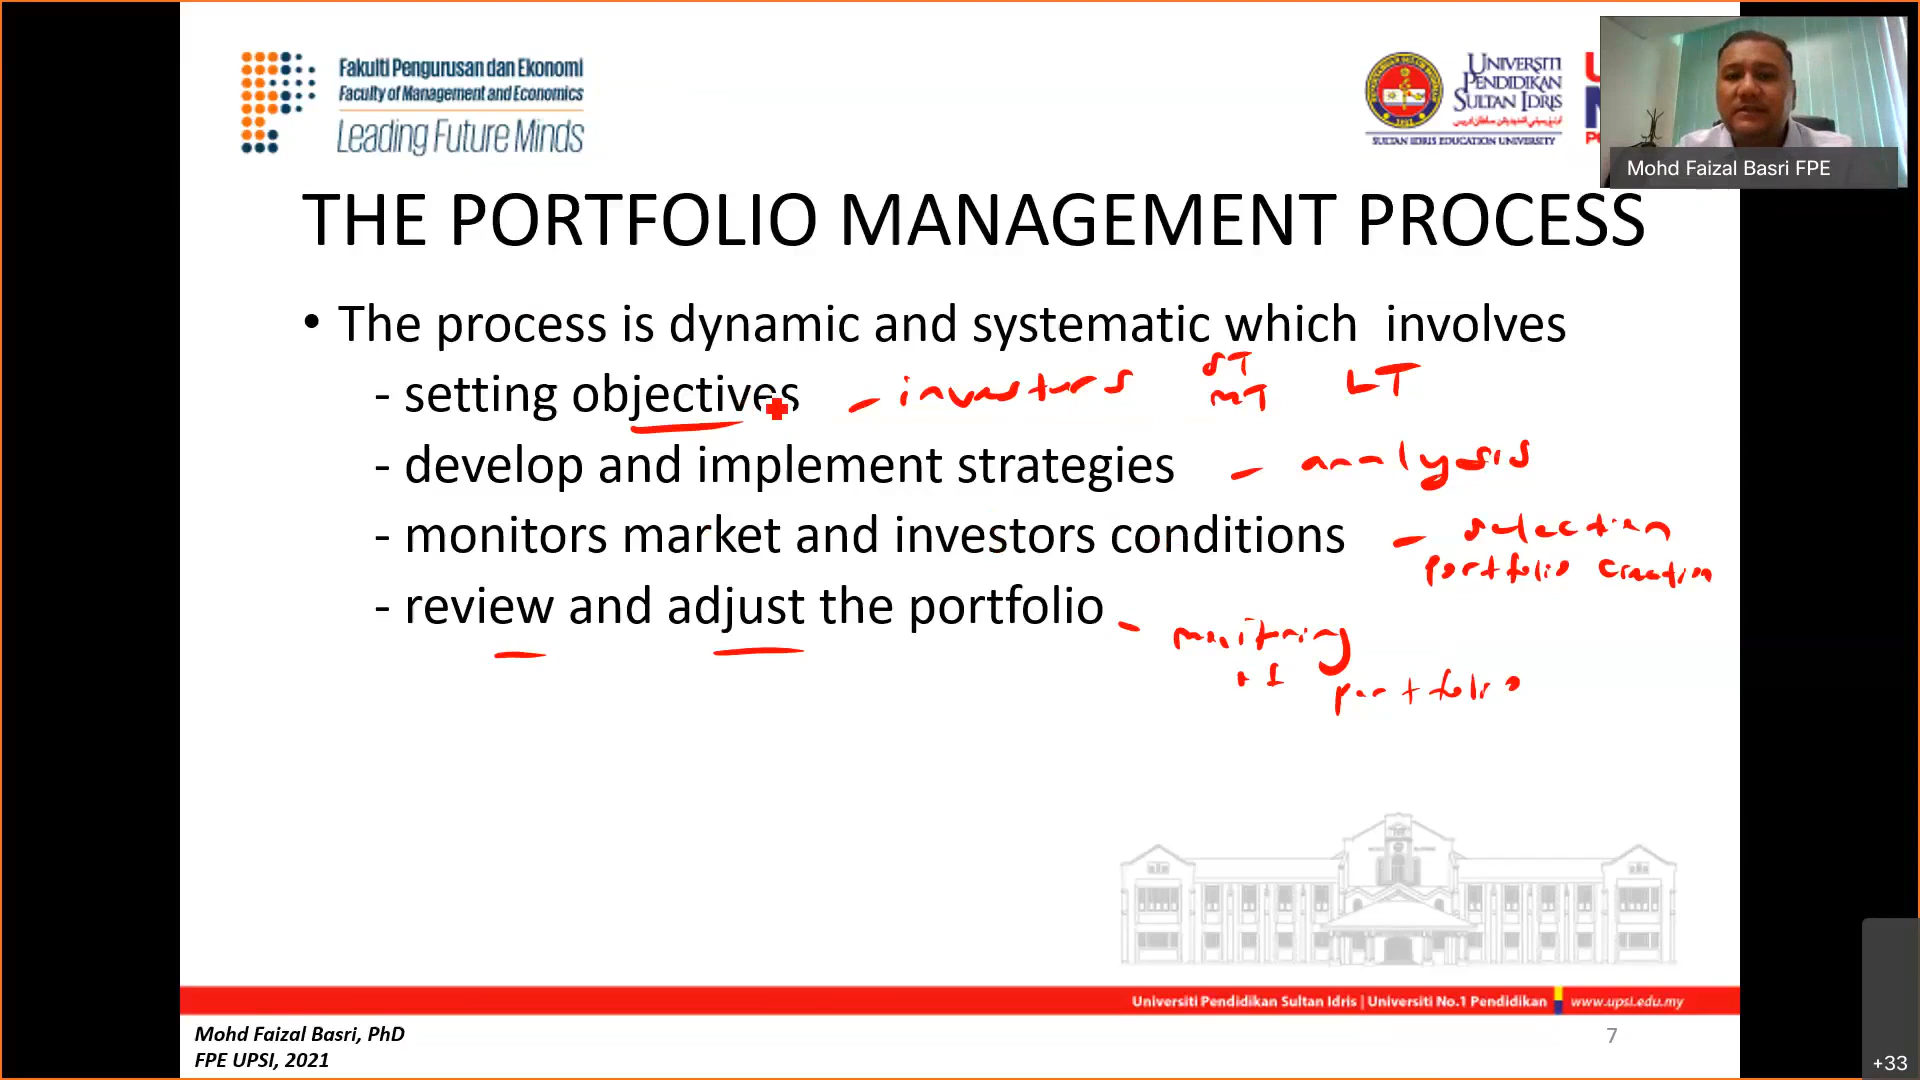 Fakulti Pengurusan dan Ekonomi
Faculty of Management and Economics
Leading Future Minds
UNIVERSITI
PENDIDIKAN
SULTAN IDRIS
SULTAN IDRIS EDUCATION UNIVERSITY
Mohd Faizal Basri FPE
THE PORTFOLIO MANAGEMENT PROCESS
• The process is dynamic and systematic which involves
- setting objectives - investors ST MT LT
- develop and implement strategies - analysis
- monitors market and investors conditions - selection
portfolio creation
- review and adjust the portfolio - monitoring
of portfolio
Universiti Pendidikan Sultan Idris | Universiti No.1 Pendidikan | www.upsi.edu.my
Mohd Faizal Basri, PhD
FPE UPSI, 2021
7
+33